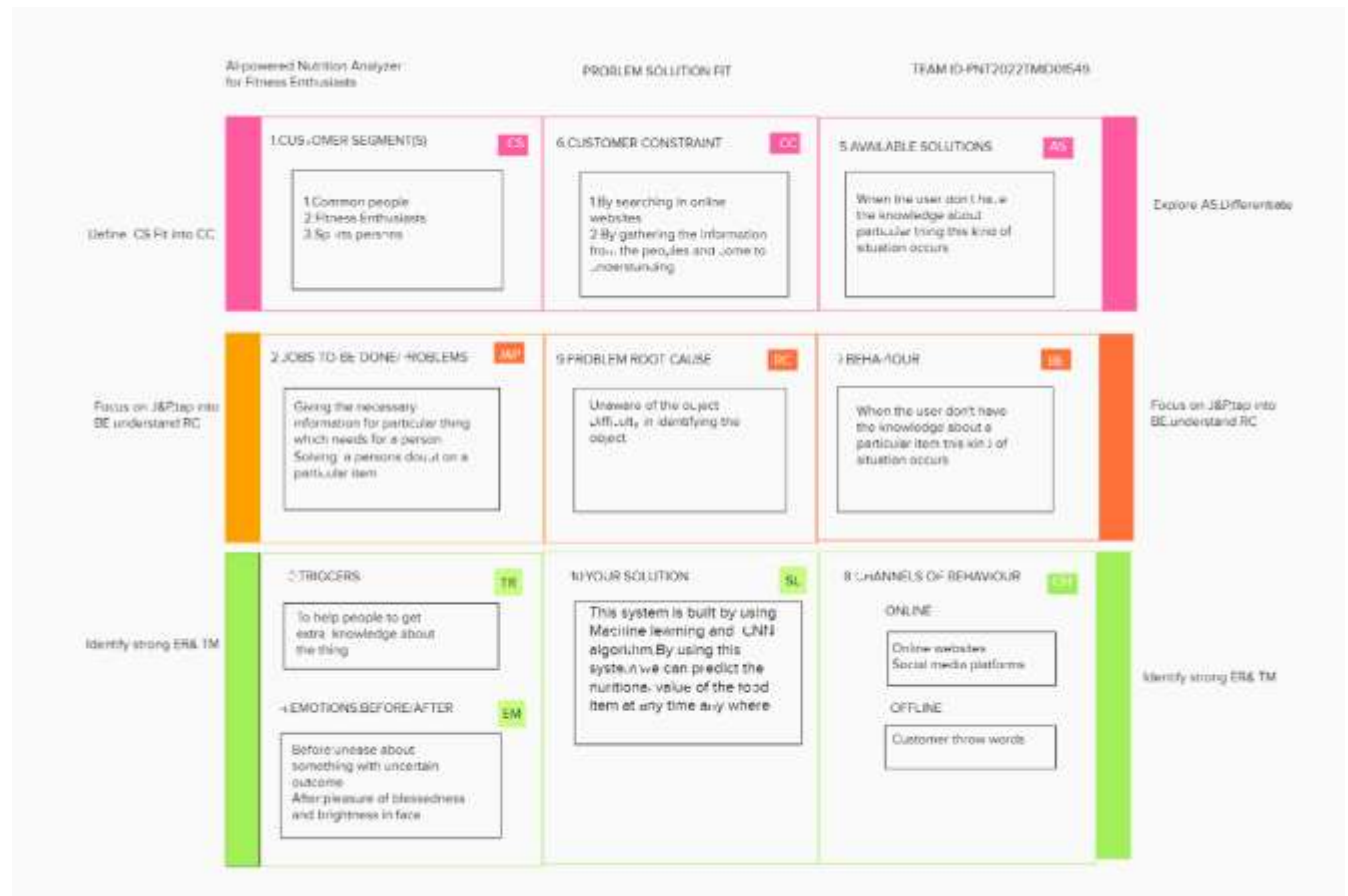 AI-powered Nutrition Analyzer
for Fitness Enthusiasts
PROBLEM SOLUTION FIT
TEAM ID-PNT2022TMID01549
Define CS Fit into CC
1.CUSTOMER SEGMENT(S)
CS
1.Common people
2.Fitness Enthusiasts
3.Sports persons
6.CUSTOMER CONSTRAINT
CC
1.By searching in online
websites
2.By gathering the Information
from the peoples and come to
understanding
5.AVAILABLE SOLUTIONS
AS
When the user don't have
the knowledge about
particular thing this kind of
situation occurs
Explore AS,Differentiate
Focus on J&P,tap into
BE,understand RC
2.JOBS-TO-BE DONE/PROBLEMS
J&P
Giving the necessary
information for particular thing
which needs for a person
Solving a persons doubt on a
particular item
9.PROBLEM ROOT CAUSE
RC
Unaware of the object
Difficulty in identifying the
object
7.BEHAVIOUR
BE
When the user don't have
the knowledge about a
particular item this kind of
situation occurs
Focus on J&P,tap into
BE,understand RC
Identify strong ER& TM
3.TRIGGERS
TR
To help people to get
extra knowledge about
the thing
4.EMOTIONS:BEFORE/AFTER
EM
Before:unease about
something with uncertain
outcome
After:pleasure of blessedness
and brightness in face
10.YOUR SOLUTION
SL
This system is built by using
Machine learning and CNN
algorithm.By using this
system we can predict the
nuritional value of the food
item at any time any where
8.CHANNELS OF BEHAVIOUR
CH
ONLINE
Online websites
Social media platforms
OFFLINE
Customer throw words
Identify strong ER& TM